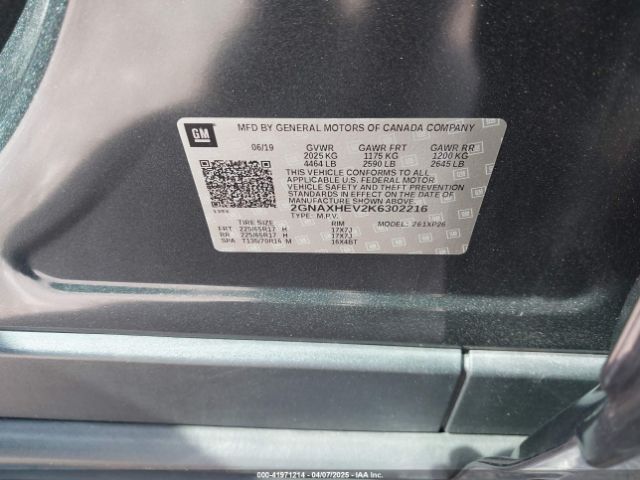 GM
MFD BY GENERAL MOTORS OF CANADA COMPANY
06/19 GVWR GAWR FRT GAWR RR
2025 KG 1175 KG 1200 KG
4464 LB 2590 LB 2645 LB
THIS VEHICLE CONFORMS TO ALL APPLICABLE
U.S. FEDERAL MOTOR
VEHICLE SAFETY AND THEFT PREVENTION
STANDARDS IN EFFECT ON THE DATE OF
MANUFACTURE SHOWN ABOVE.
2GNAXHEV2K6302216
TYPE: M.P.V.
TIRE SIZE RIM MODEL: 261XP26
FRT 225/65R17 H 17X7J
RR 225/65R17 H 17X7J
SPA T135/70R16 M 16X4BT
00-41971214 | 04/07/2025 - IAA Inc.